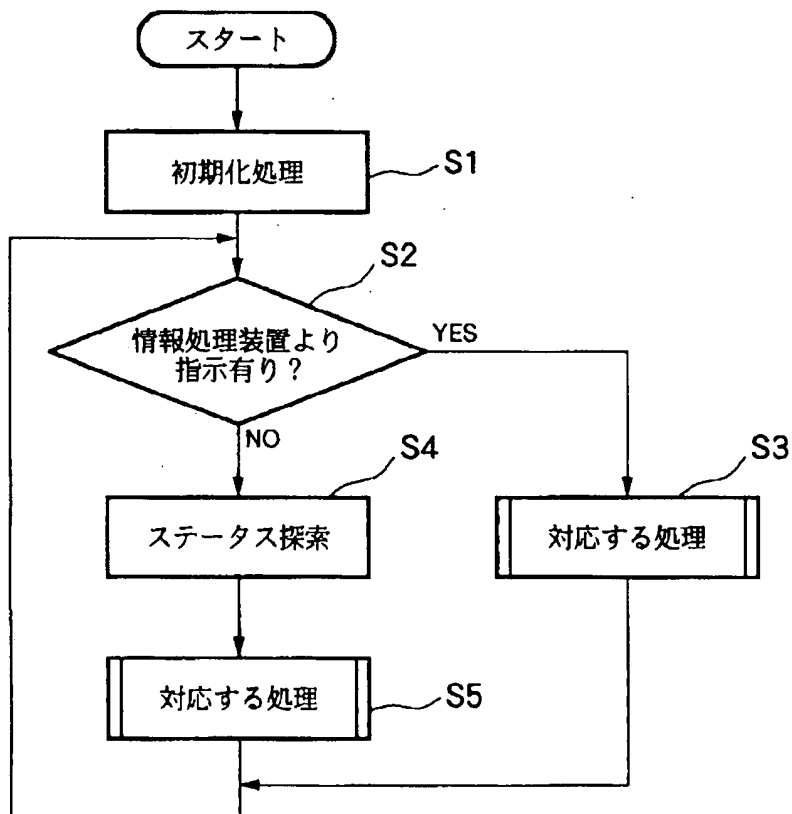 スタート
初期化処理
S1
S2
情報処理装置より
指示有り？
YES
NO
S4
S3
ステータス探索
対応する処理
対応する処理
S5